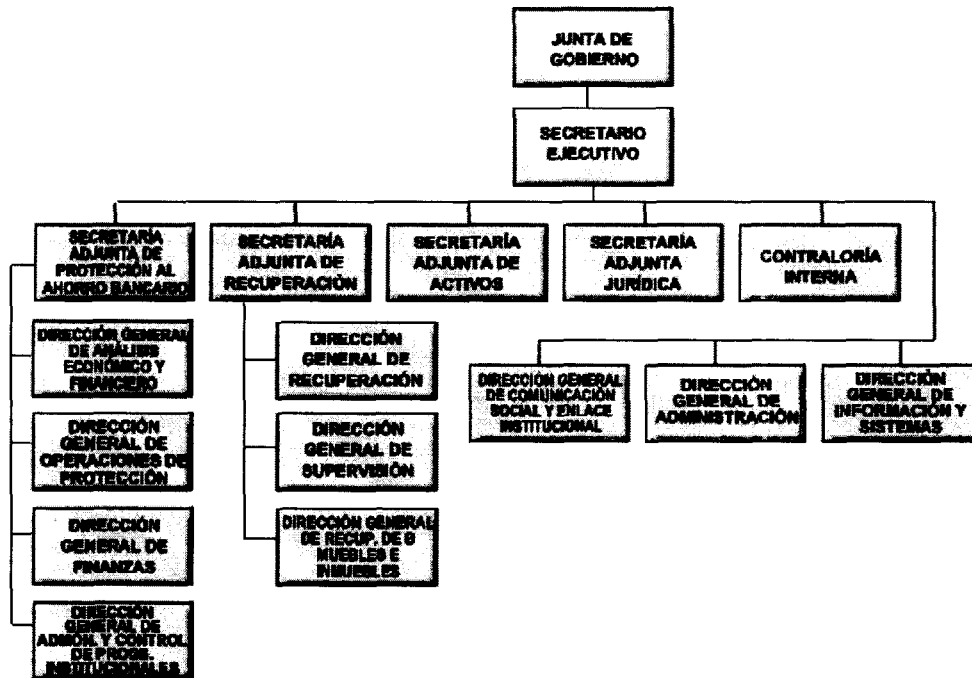 JUNTA DE
GOBIERNO
SECRETARIO
EJECUTIVO
SECRETARÍA
ADJUNTA DE
PROTECCIÓN AL
AHORRO BANCARIO
SECRETARÍA
ADJUNTA DE
RECUPERACIÓN
SECRETARÍA
ADJUNTA DE
ACTIVOS
SECRETARÍA
ADJUNTA
JURÍDICA
CONTRALORÍA
INTERNA
DIRECCIÓN GENERAL
DE ANÁLISIS
ECONÓMICO Y
FINANCIERO
DIRECCIÓN
GENERAL DE
OPERACIONES DE
PROTECCIÓN
DIRECCIÓN
GENERAL DE
FINANZAS
DIRECCIÓN
GENERAL DE
ADMÓN. Y CONTROL
DE PROGS.
INSTITUCIONALES
DIRECCIÓN
GENERAL DE
RECUPERACIÓN
DIRECCIÓN
GENERAL DE
SUPERVISIÓN
DIRECCIÓN GENERAL
DE RECUP. DE B
MUEBLES E
INMUEBLES
DIRECCIÓN GENERAL
DE COMUNICACIÓN
SOCIAL Y ENLACE
INSTITUCIONAL
DIRECCIÓN
GENERAL DE
ADMINISTRACIÓN
DIRECCIÓN
GENERAL DE
INFORMACIÓN Y
SISTEMAS